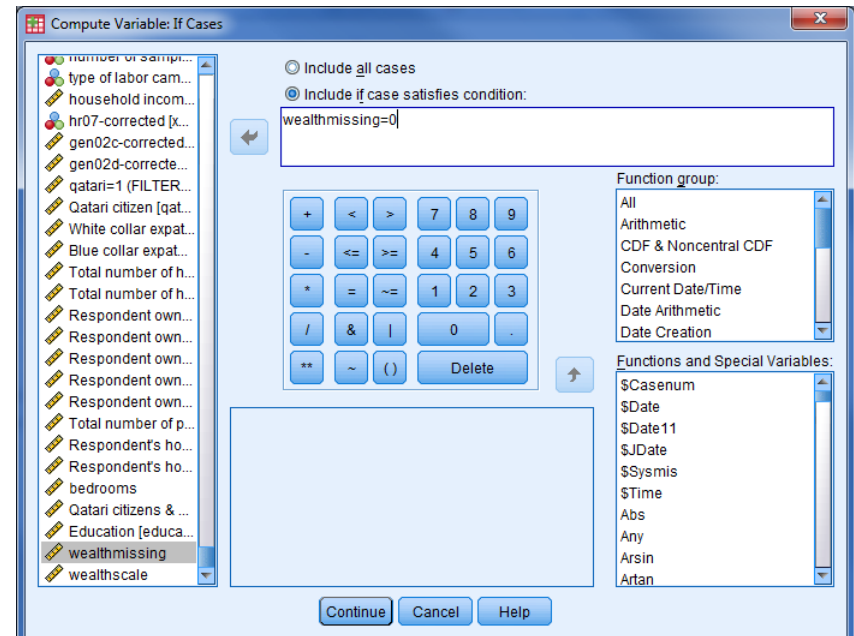 Compute Variable: If Cases
number of sampl...
type of labor cam...
household incom...
hr07-corrected [x...
gen02c-corrected...
gen02d-correcte...
qatari=1 (FILTER...
Qatari citizen [qat...
White collar expat...
Blue collar expat...
Total number of h...
Total number of h...
Respondent own...
Respondent own...
Respondent own...
Respondent own...
Respondent own...
Total number of p...
Respondent's ho...
Respondent's ho...
bedrooms
Qatari citizens & ...
Education [educa...
wealthmissing
wealthscale
Include all cases
Include if case satisfies condition:
wealthmissing=0
+ < > 7 8 9
- <= >= 4 5 6
* = ~= 1 2 3
/ & | 0 .
** ~ ( ) Delete
Function group:
All
Arithmetic
CDF & Noncentral CDF
Conversion
Current Date/Time
Date Arithmetic
Date Creation
Functions and Special Variables:
$Casenum
$Date
$Date11
$JDate
$Sysmis
$Time
Abs
Any
Arsin
Artan
Continue Cancel Help